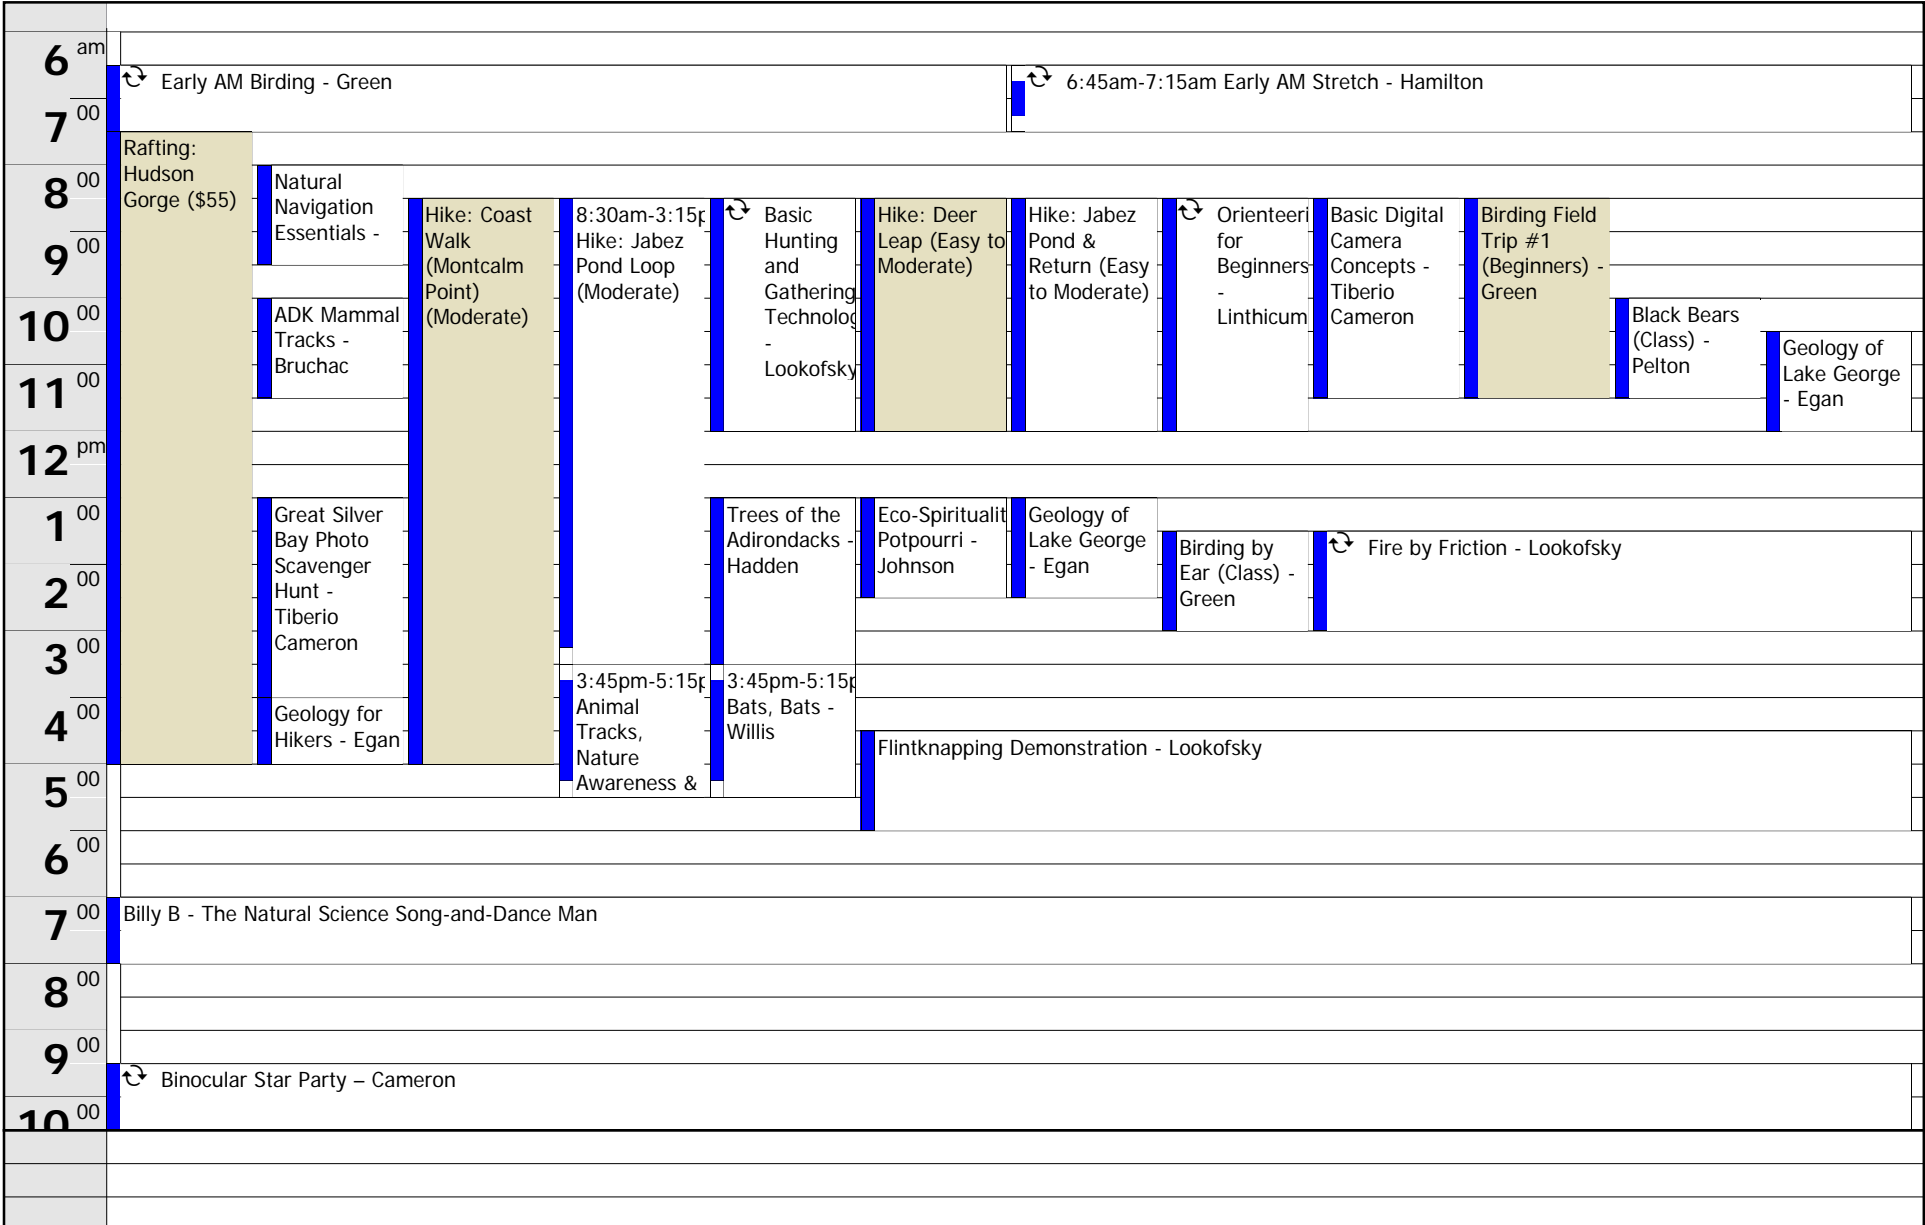 6 am
Early AM Birding - Green
6:45am-7:15am Early AM Stretch - Hamilton
7 00
Rafting:
Hudson
Gorge ($55)
Natural
Navigation
Essentials -
8 00
Hike: Coast
Walk
(Montcalm
Point)
(Moderate)
8:30am-3:15p
Hike: Jabez
Pond Loop
(Moderate)
Basic
Hunting
and
Gathering
Technolog
-
Lookofsky
Hike: Deer
Leap (Easy to
Moderate)
Hike: Jabez
Pond &
Return (Easy
to Moderate)
Orienteeri
for
Beginners
-
Linthicum
Basic Digital
Camera
Concepts -
Tiberio
Cameron
Birding Field
Trip #1
(Beginners) -
Green
9 00
10 00
ADK Mammal
Tracks -
Bruchac
Black Bears
(Class) -
Pelton
Geology of
Lake George
- Egan
11 00
12 pm
1 00
Great Silver
Bay Photo
Scavenger
Hunt -
Tiberio
Cameron
Trees of the
Adirondacks -
Hadden
Eco-Spiritualit
Potpourri -
Johnson
Geology of
Lake George
- Egan
Birding by
Ear (Class) -
Green
Fire by Friction - Lookofsky
2 00
3 00
3:45pm-5:15p
Animal
Tracks,
Nature
Awareness &
3:45pm-5:15p
Bats, Bats -
Willis
4 00
Geology for
Hikers - Egan
Flintknapping Demonstration - Lookofsky
5 00
6 00
7 00
Billy B - The Natural Science Song-and-Dance Man
8 00
9 00
Binocular Star Party – Cameron
10 00